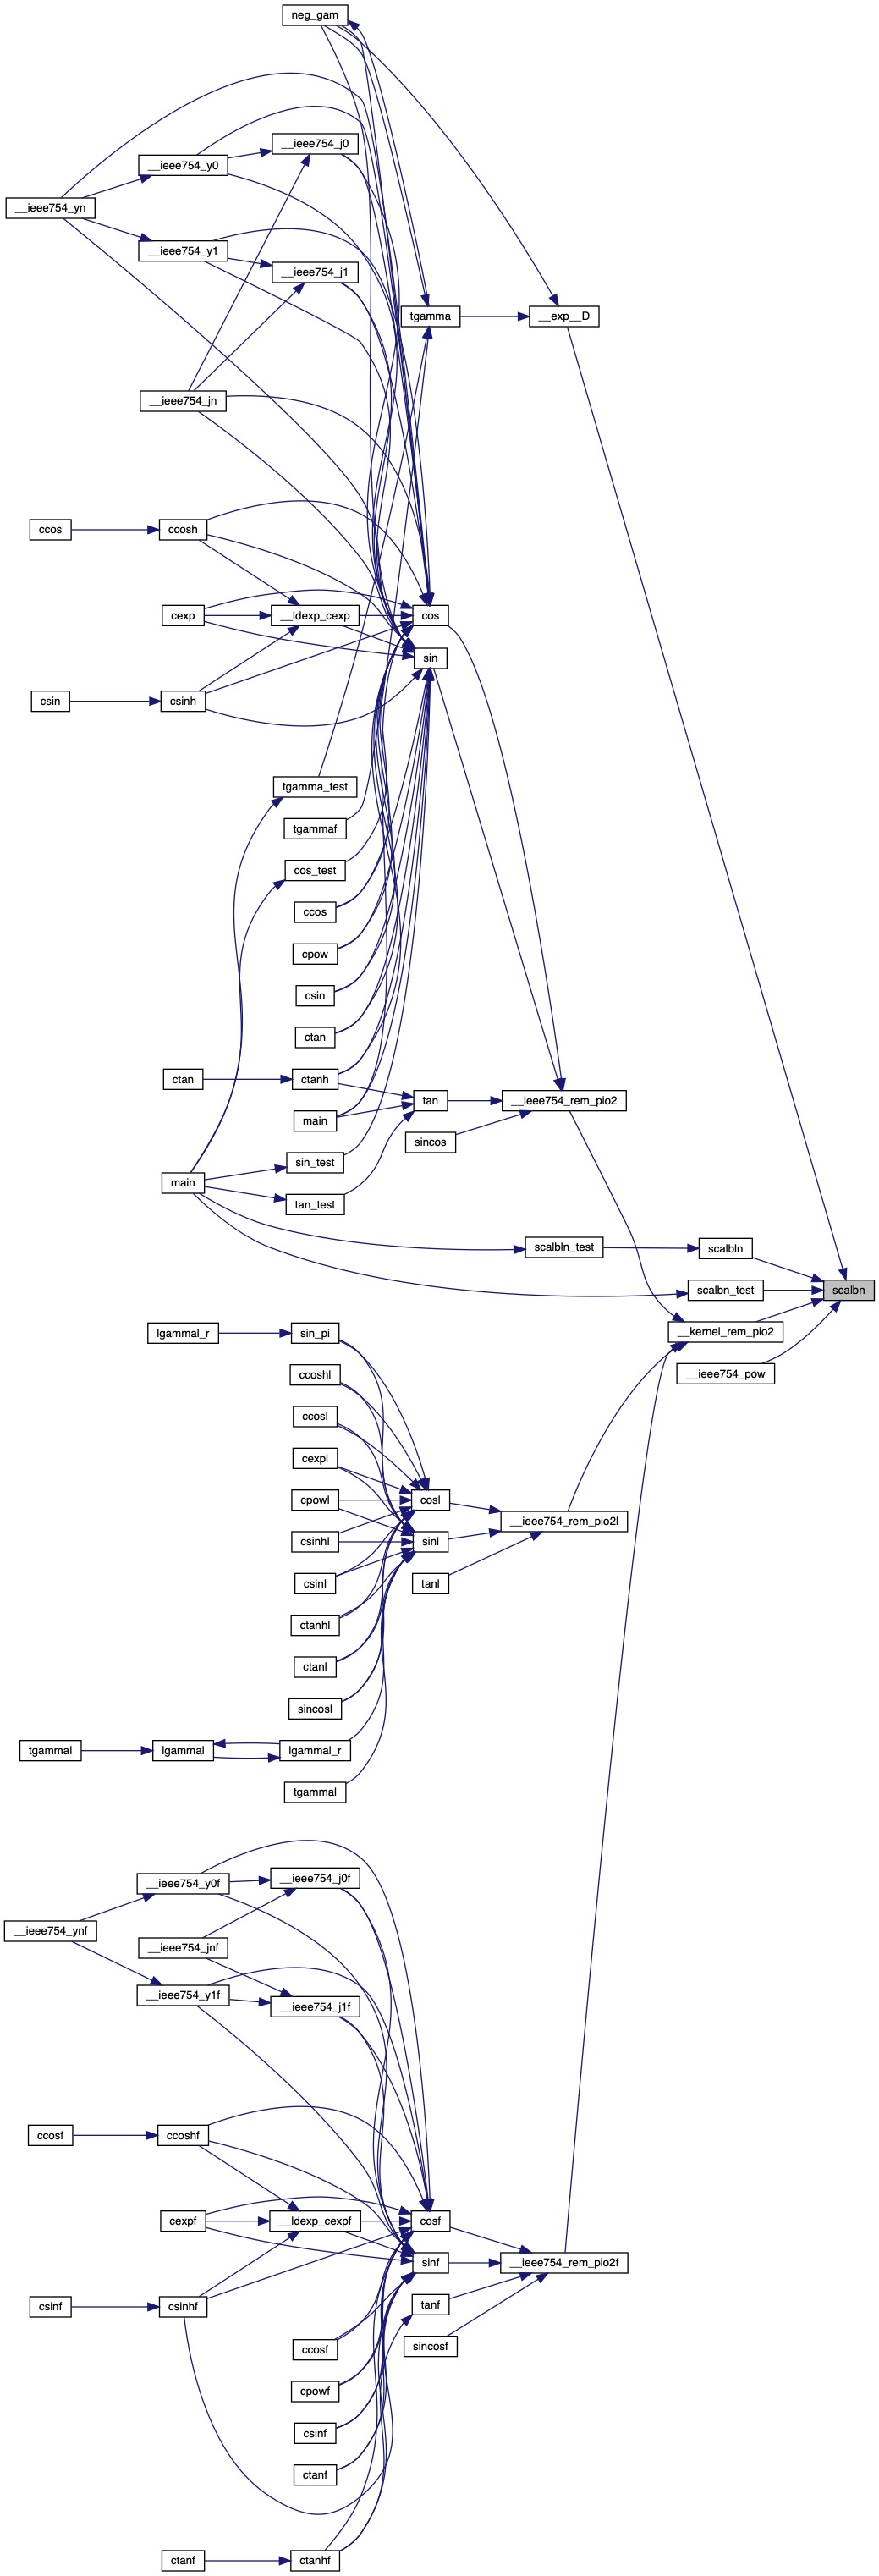 neg_gam
__ieee754_j0
__ieee754_y0
__ieee754_yn
__ieee754_y1
__ieee754_j1
tgamma
__exp__D
__ieee754_jn
ccos
ccosh
cexp
__ldexp_cexp
cos
sin
csin
csinh
tgamma_test
tgammaf
cos_test
ccos
cpow
csin
ctan
ctan
ctanh
tan
__ieee754_rem_pio2
main
sincos
sin_test
main
tan_test
scalbln_test
scalbln
scalbn_test
scalbn
lgammal_r
sin_pi
__kernel_rem_pio2
ccoshl
__ieee754_pow
ccosl
cexpl
cpowl
cosl
__ieee754_rem_pio2l
csinhl
sinl
csinl
tanl
ctanhl
ctanl
sincosl
tgammal
lgammal
lgammal_r
tgammal
__ieee754_y0f
__ieee754_j0f
__ieee754_ynf
__ieee754_jnf
__ieee754_y1f
__ieee754_j1f
ccosf
ccoshf
cexpf
__ldexp_cexpf
cosf
sinf
__ieee754_rem_pio2f
csinf
csinhf
tanf
ccosf
sincosf
cpowf
csinf
ctanf
ctanf
ctanhf